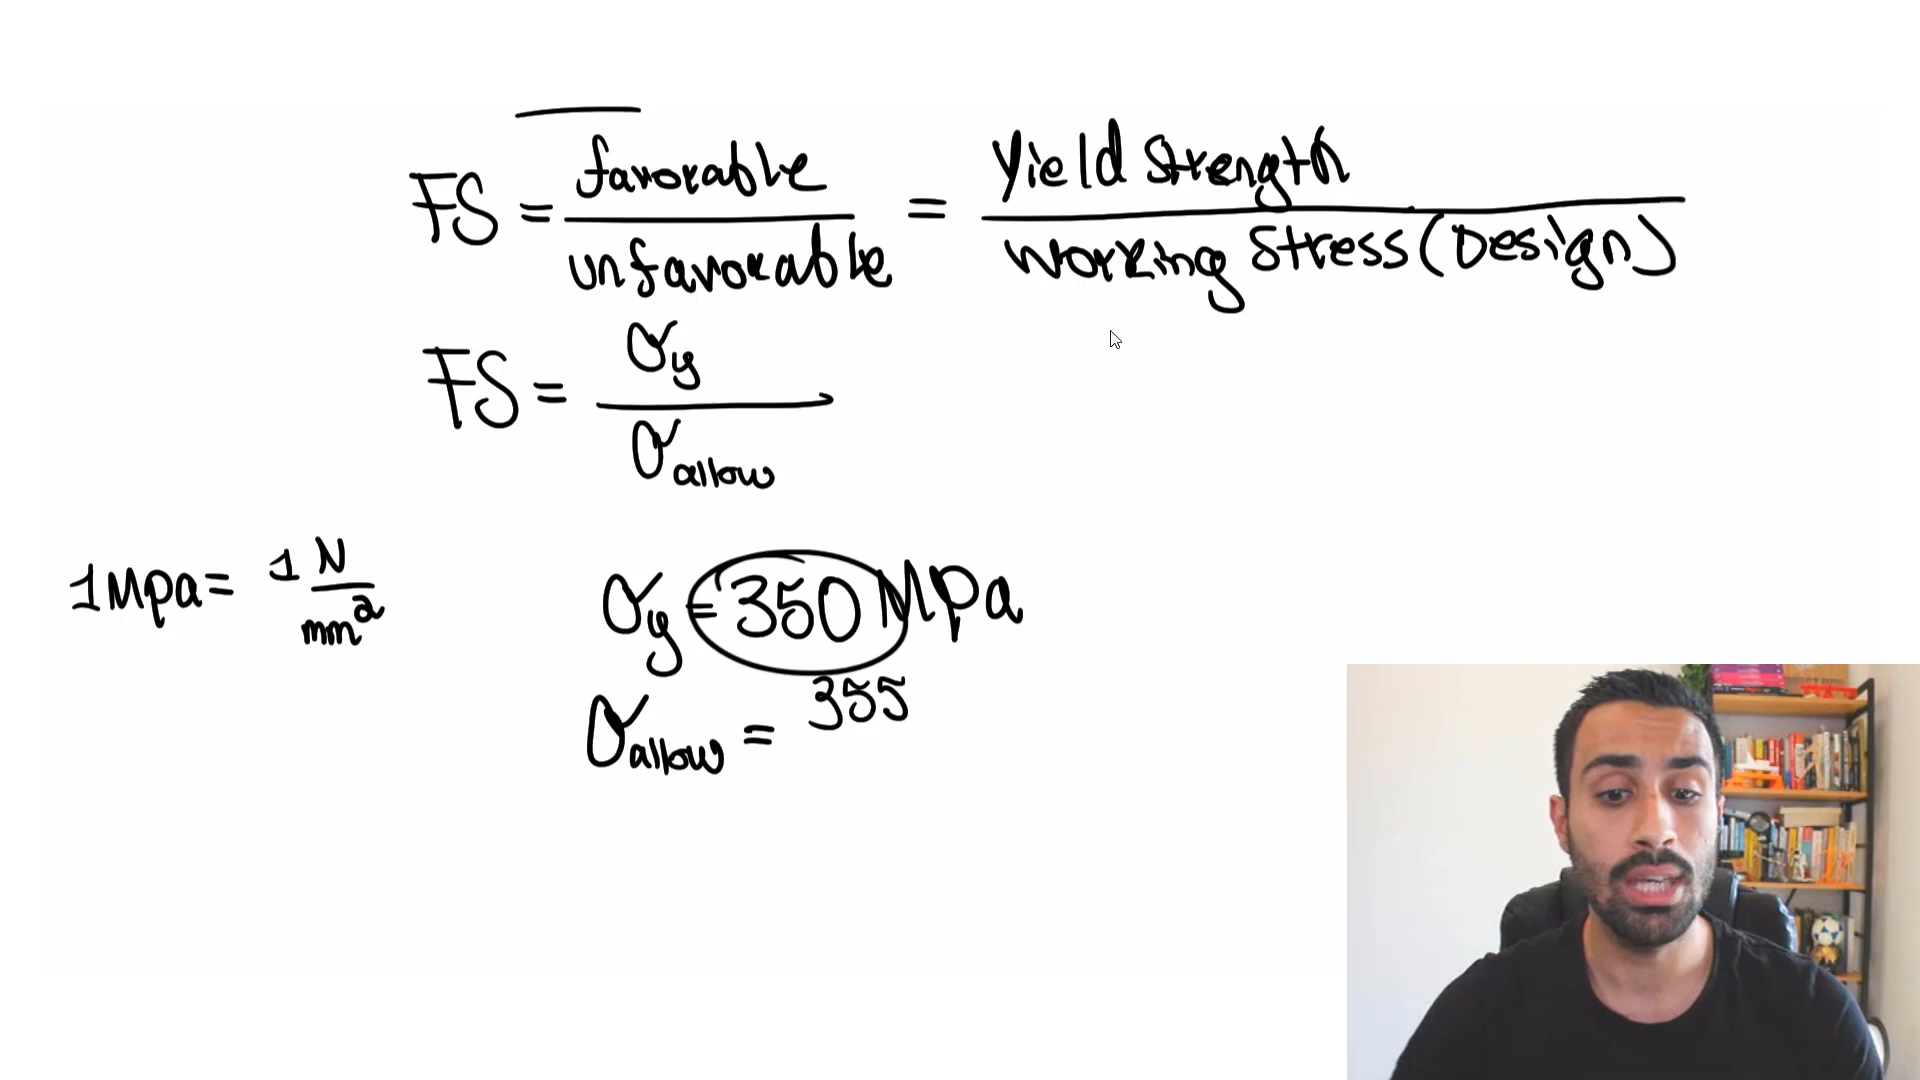 FS = favorable / unfavorable = Yield Strength / Working Stress (Design)
FS = σy / σallow
1 Mpa = 1 N / mm²
σy = 350 MPa
355
σallow =